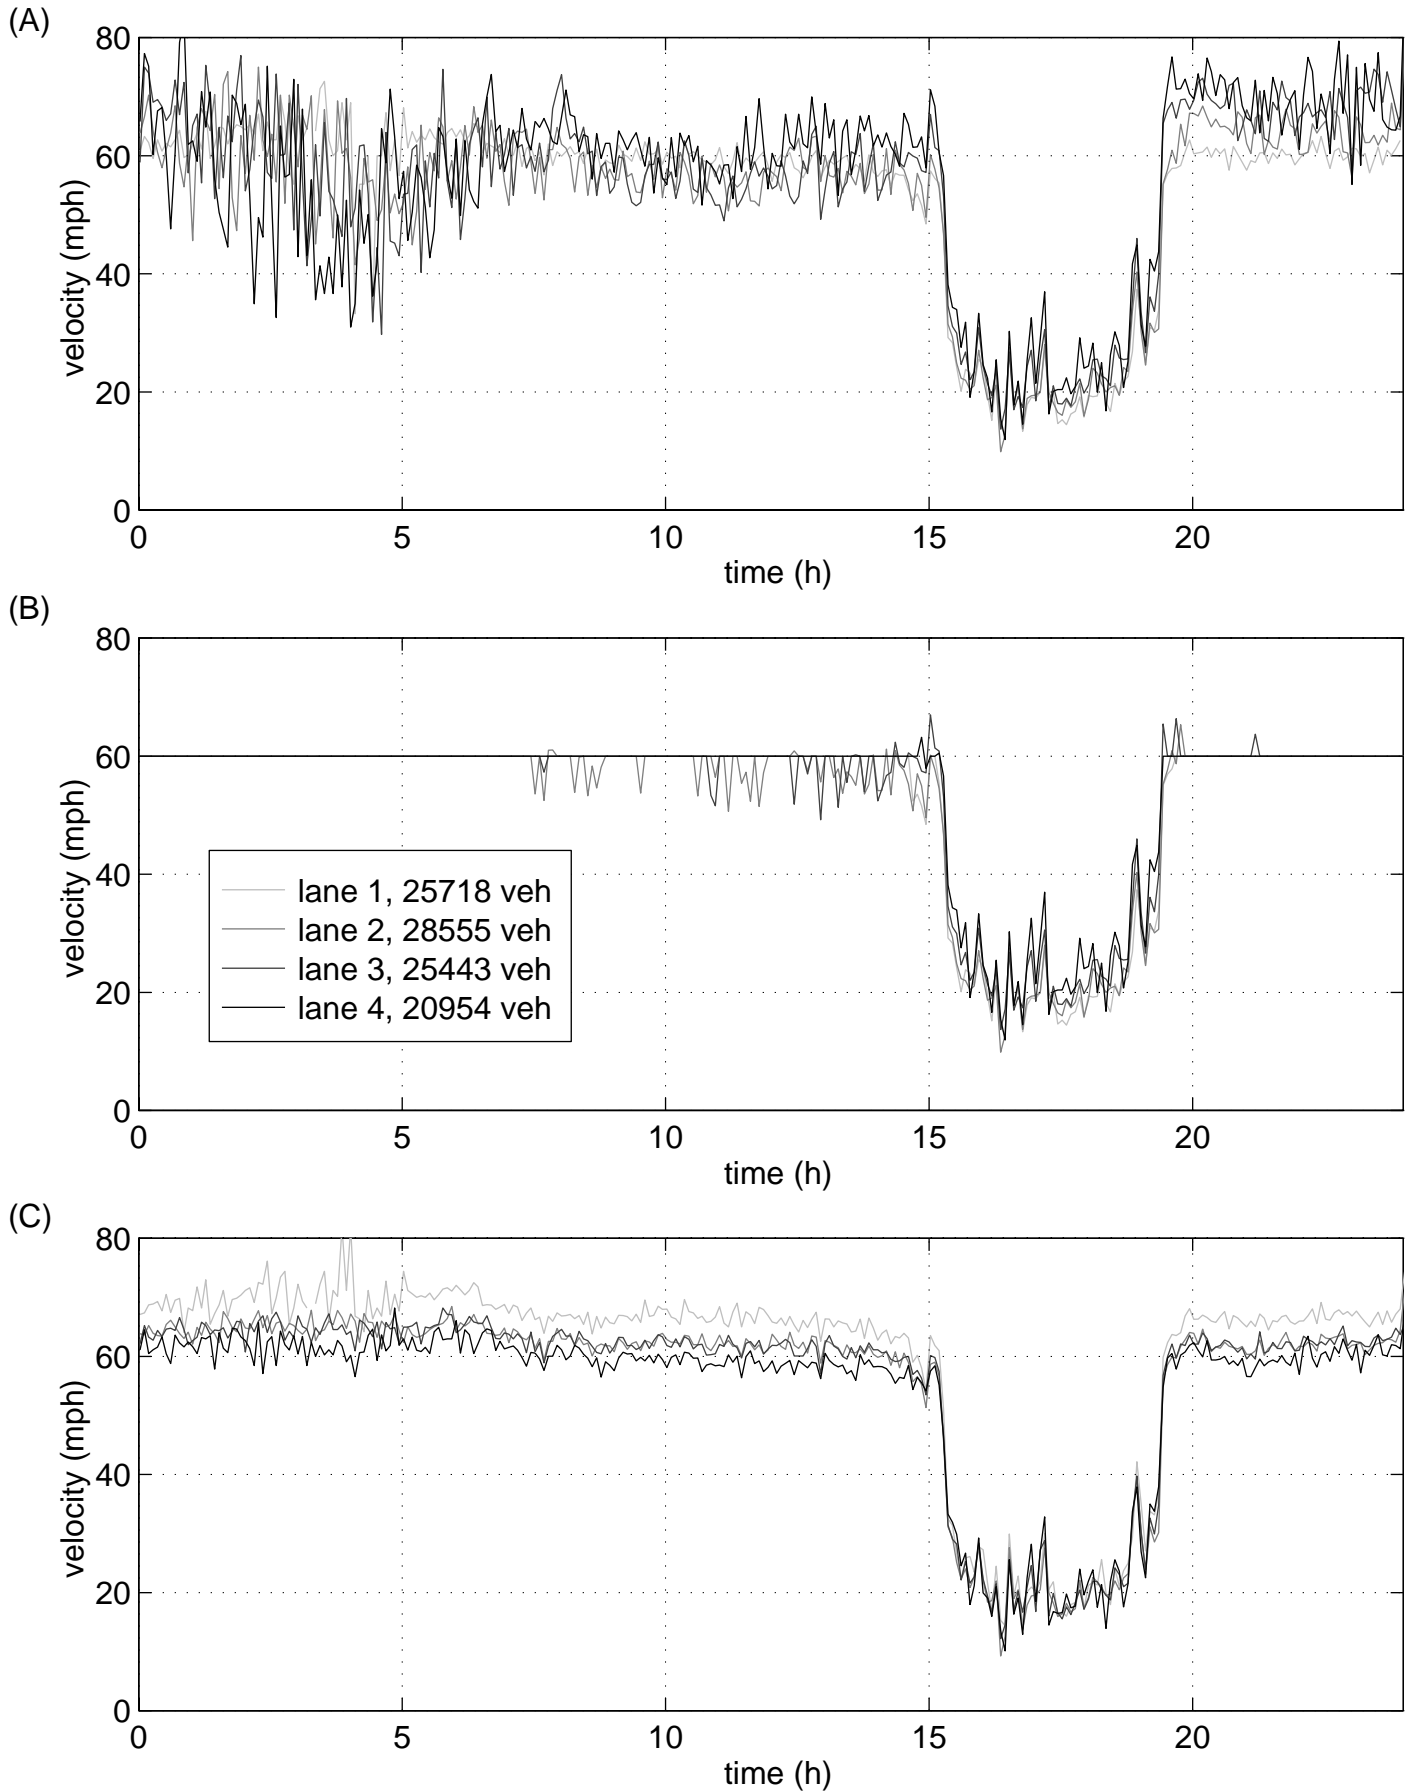 (A)
80
60
40
20
0
velocity (mph)
0 5 10 15 20
time (h)
(B)
80
60
40
20
0
velocity (mph)
lane 1, 25718 veh
lane 2, 28555 veh
lane 3, 25443 veh
lane 4, 20954 veh
0 5 10 15 20
time (h)
(C)
80
60
40
20
0
velocity (mph)
0 5 10 15 20
time (h)